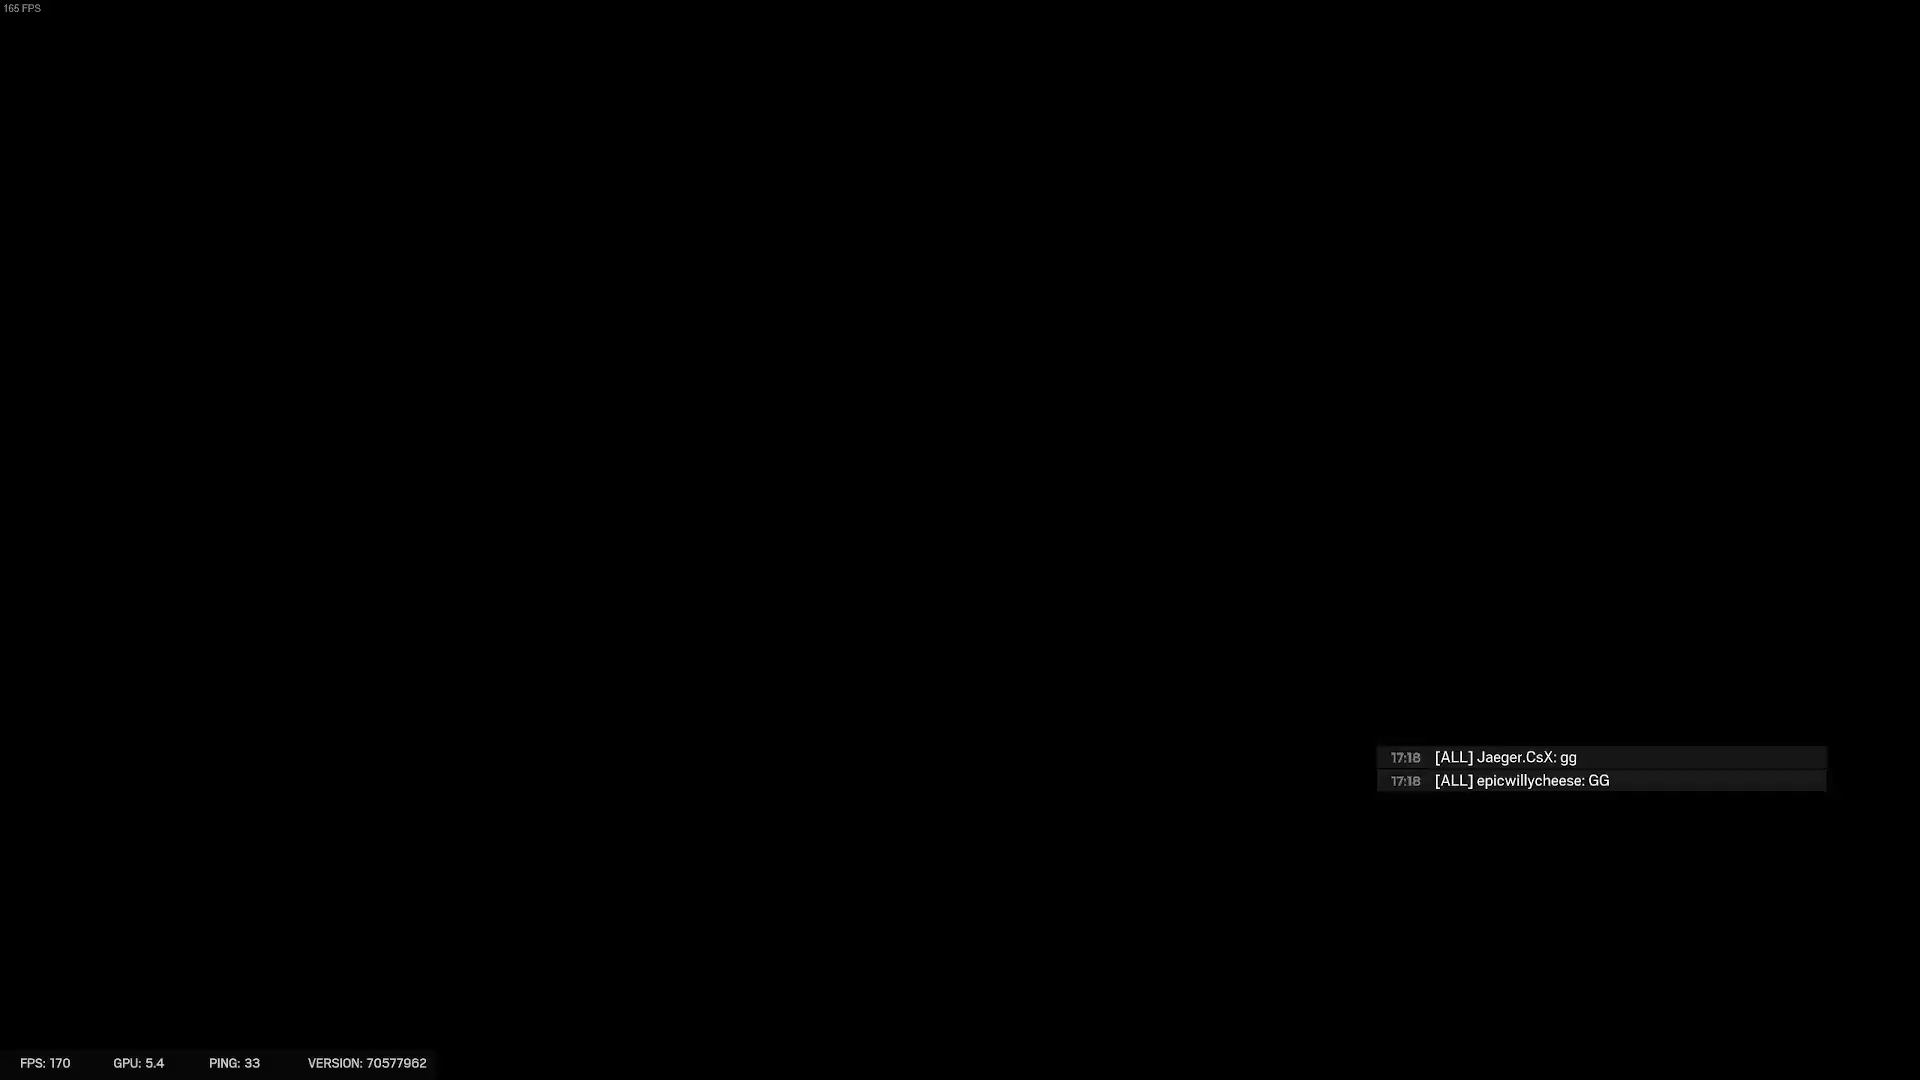 165 FPS
17:18 [ALL] Jaeger.CsX: gg
17:18 [ALL] epicwillycheese: GG
FPS: 170 GPU: 5.4 PING: 33 VERSION: 70577962